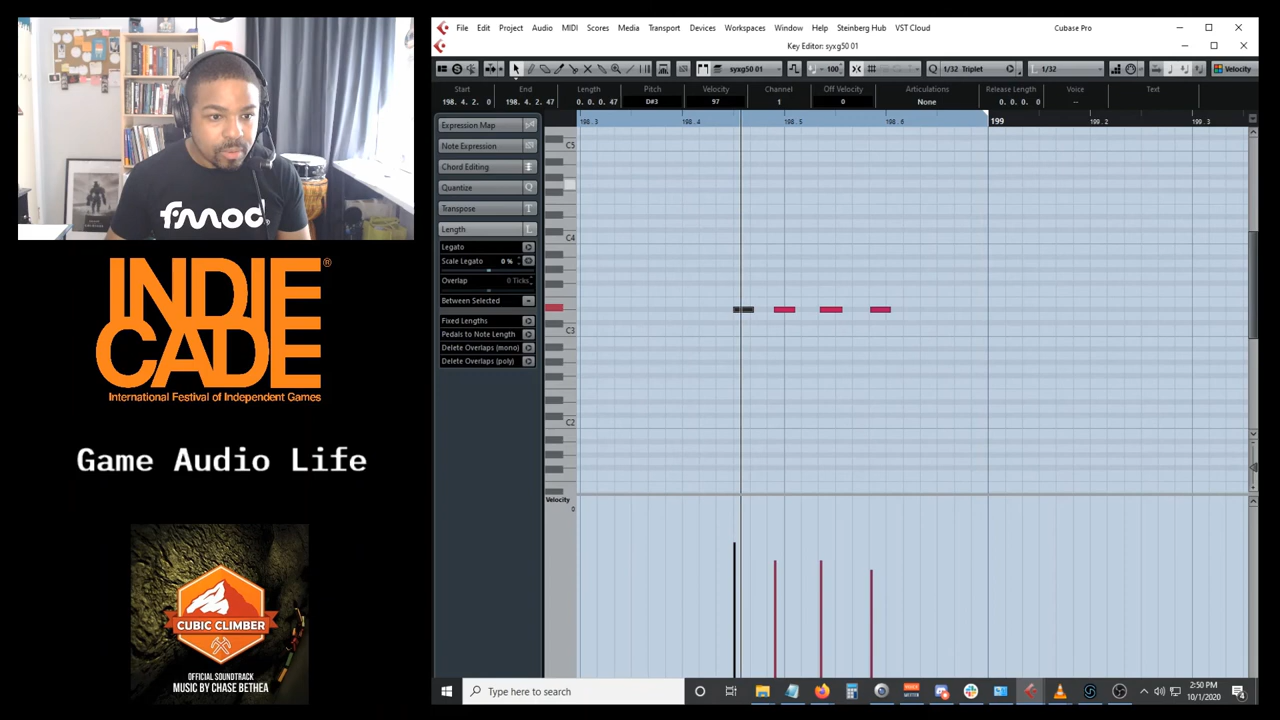 fmod
INDIE
CADE®
International Festival of Independent Games
Game Audio Life
CUBIC CLIMBER
OFFICIAL SOUNDTRACK
MUSIC BY CHASE BETHEA
File Edit Project Audio MIDI Scores Media Transport Devices Workspaces Window Help Steinberg Hub VST Cloud Cubase Pro
Key Editor: syxg50 01
100 syxg50 01 1/32 Triplet 1/32 Velocity
Start End Length Pitch Velocity Channel Off Velocity Articulations Release Length Voice Text
198. 4. 2. 0 198. 4. 2. 47 0. 0. 0. 47 D#3 97 1 0 None 0. 0. 0. 0 --
198.3 198.4 198.5 198.6 199 199.2 199.3
Expression Map
Note Expression
Chord Editing
Quantize Q
Transpose T
Length L
Legato
Scale Legato 0 %
Overlap 0 Ticks
Between Selected
Fixed Lengths
Pedals to Note Length
Delete Overlaps (mono)
Delete Overlaps (poly)
C5
C4
C3
C2
Velocity
0
Type here to search
2:50 PM
10/1/2020
4